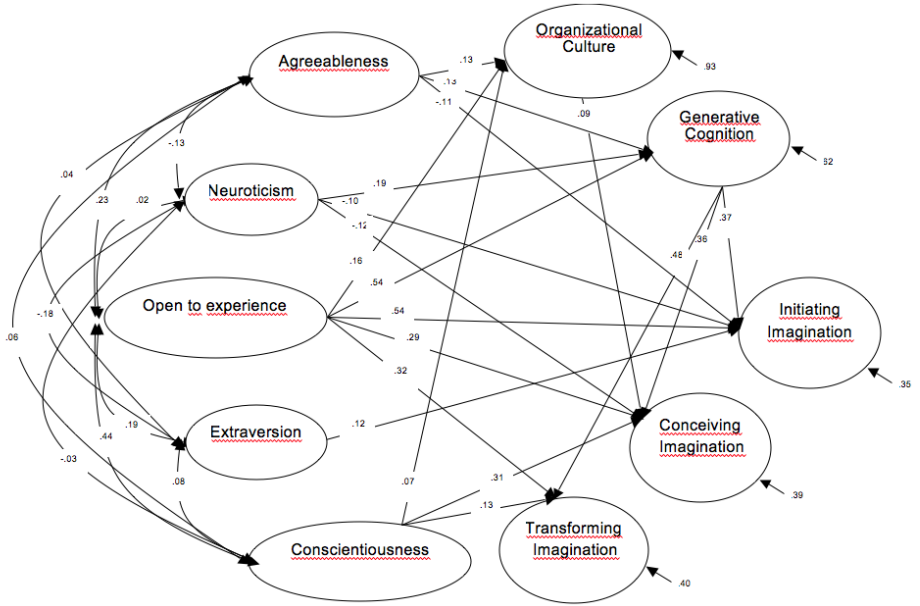 Organizational
Culture
Agreeableness
.13
.93
.13
-.11
.09
Generative
Cognition
-.13
.62
.04
Neuroticism
.19
.23
.02
-.10
.37
-.12
.36
.48
.16
.54
Open to experience
Initiating
Imagination
-.18
.54
.06
.29
.32
.35
.19
.12
Extraversion
Conceiving
Imagination
.44
-.03
.31
.08
.07
.39
.13
Transforming
Imagination
Conscientiousness
.40